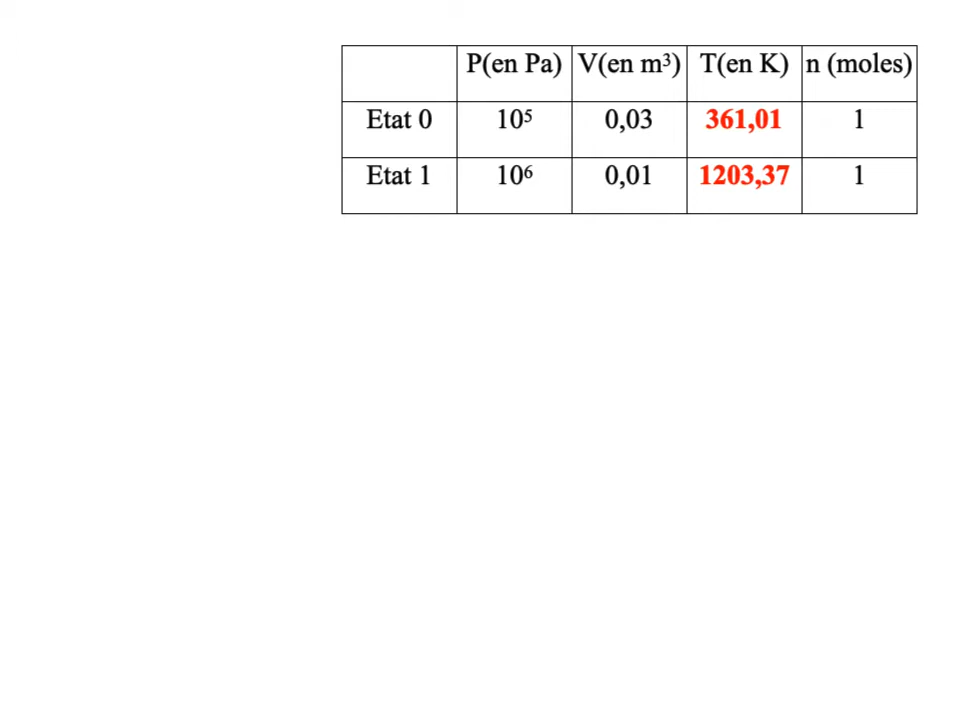 P(en Pa) V(en m³) T(en K) n (moles)
Etat 0 10⁵ 0,03 361,01 1
Etat 1 10⁶ 0,01 1203,37 1